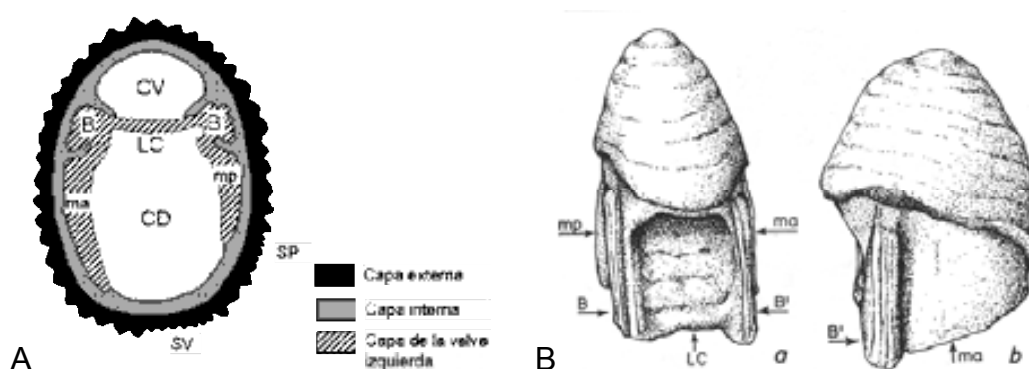 CV
B B'
LC
mp
ma
CD
SP
SV
Capa externa
Capa interna
Capa de la valva
izquierda
A
mp ma
B B'
LC a
B' ma b
B